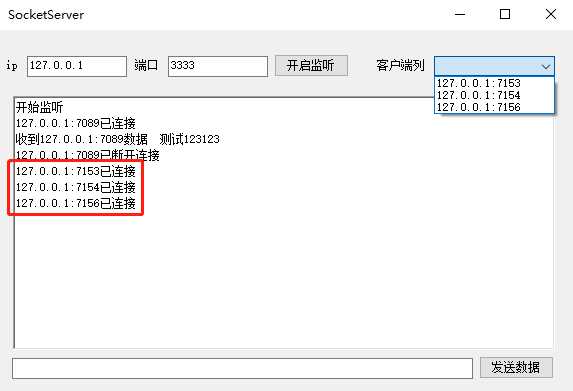 SocketServer
ip 127.0.0.1 端口 3333 开启监听 客户端列
127.0.0.1:7153
127.0.0.1:7154
127.0.0.1:7156
开始监听
127.0.0.1:7089已连接
收到127.0.0.1:7089数据 测试123123
127.0.0.1:7089已断开连接
127.0.0.1:7153已连接
127.0.0.1:7154已连接
127.0.0.1:7156已连接
发送数据